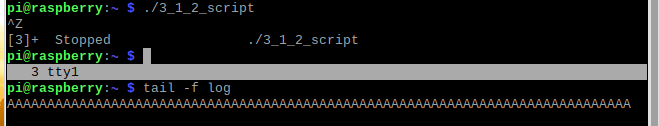 pi@raspberry:~ $ ./3_1_2_script
^Z
[3]+  Stopped                 ./3_1_2_script
pi@raspberry:~ $
3 tty1
pi@raspberry:~ $ tail -f log
AAAAAAAAAAAAAAAAAAAAAAAAAAAAAAAAAAAAAAAAAAAAAAAAAAAAAAAAAAAAAAAAAAAAAAAAAAAAAA